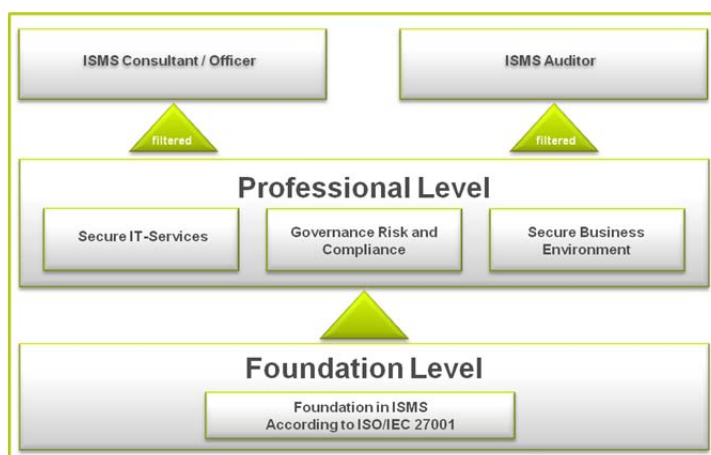 ISMS Consultant / Officer
ISMS Auditor
filtered
filtered
Professional Level
Secure IT-Services
Governance Risk and
Compliance
Secure Business
Environment
Foundation Level
Foundation in ISMS
According to ISO/IEC 27001